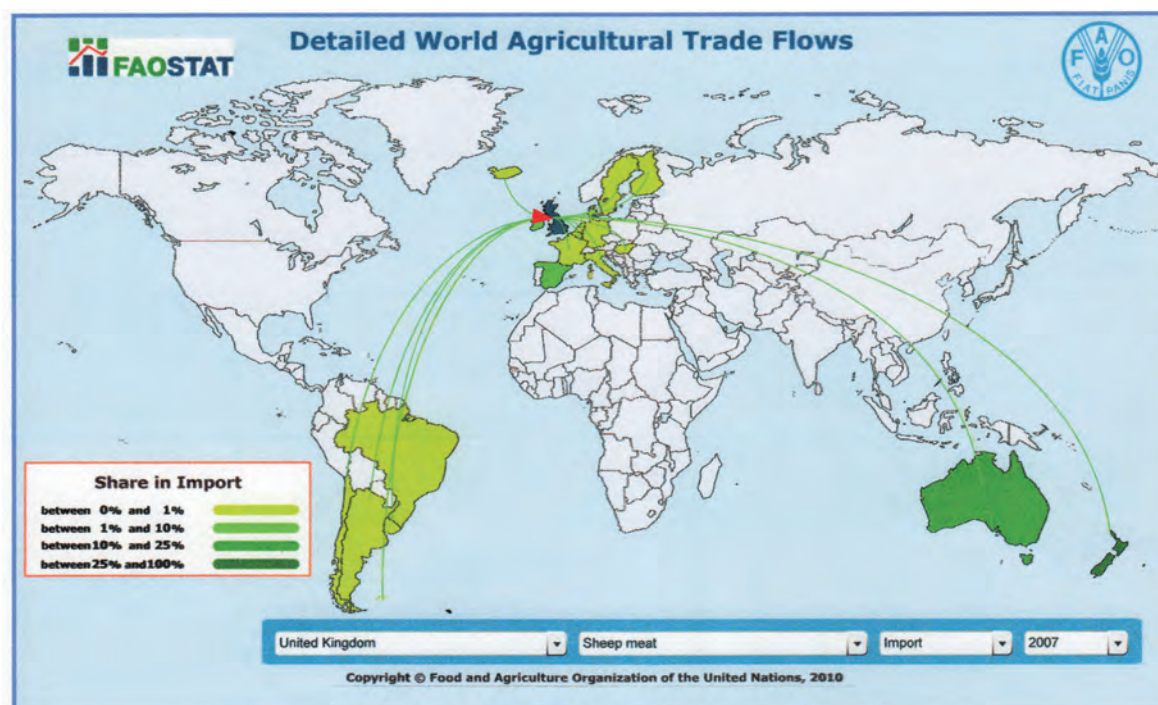 FAOSTAT
Detailed World Agricultural Trade Flows
F A O
FIAT PANIS
Share in Import
between 0% and 1%
between 1% and 10%
between 10% and 25%
between 25% and100%
United Kingdom
Sheep meat
Import
2007
Copyright © Food and Agriculture Organization of the United Nations, 2010